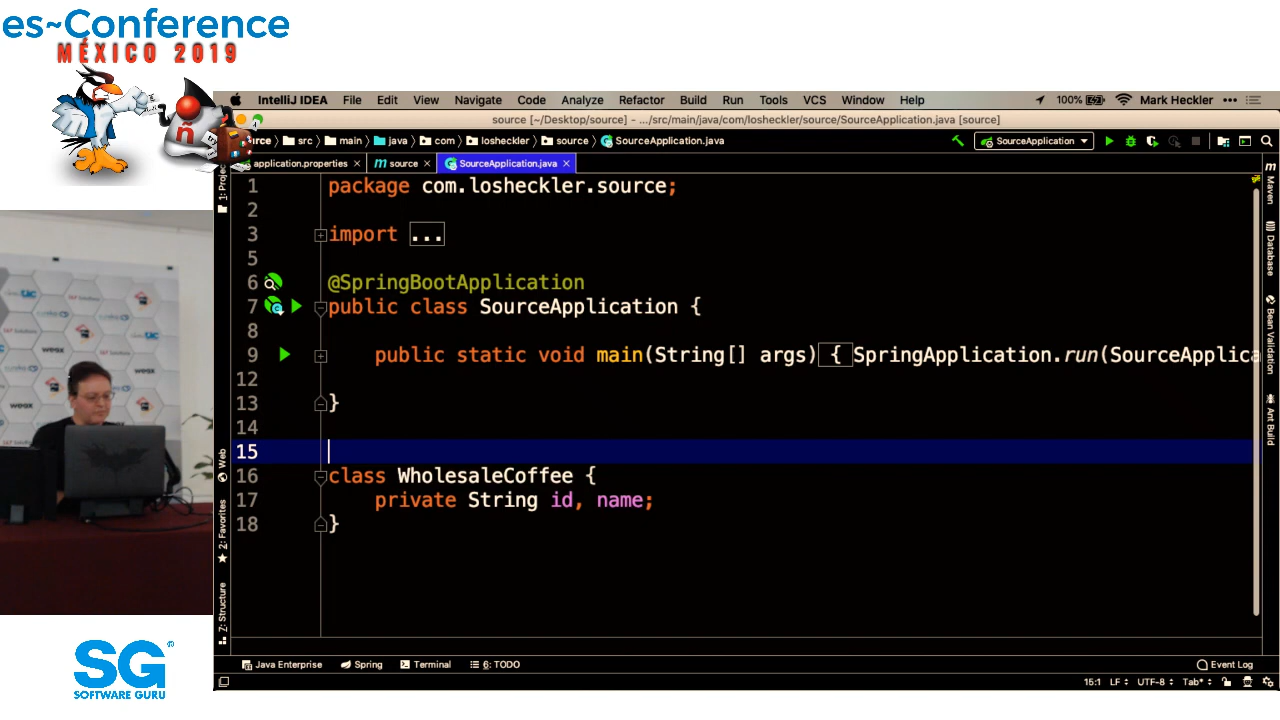 es~Conference
MÉXICO 2019
ñ
IntelliJ IDEA File Edit View Navigate Code Analyze Refactor Build Run Tools VCS Window Help 100% Mark Heckler
source [~/Desktop/source] - .../src/main/java/com/losheckler/source/SourceApplication.java [source]
rce src main java com losheckler source SourceApplication.java SourceApplication
application.properties m source SourceApplication.java
1 package com.losheckler.source;
2
3 import ...
5
6 @SpringBootApplication
7 public class SourceApplication {
8
9 public static void main(String[] args) { SpringApplication.run(SourceApplica
12
13 }
14
15
16 class WholesaleCoffee {
17 private String id, name;
18 }
1: Proj
Web
2: Favorites
Z: Structure
m Maven
Database
Bean Validation
Ant Build
weax
weax
Java Enterprise Spring Terminal 6: TODO Event Log
15:1 LF UTF-8 Tab*
SG®
SOFTWARE GURU